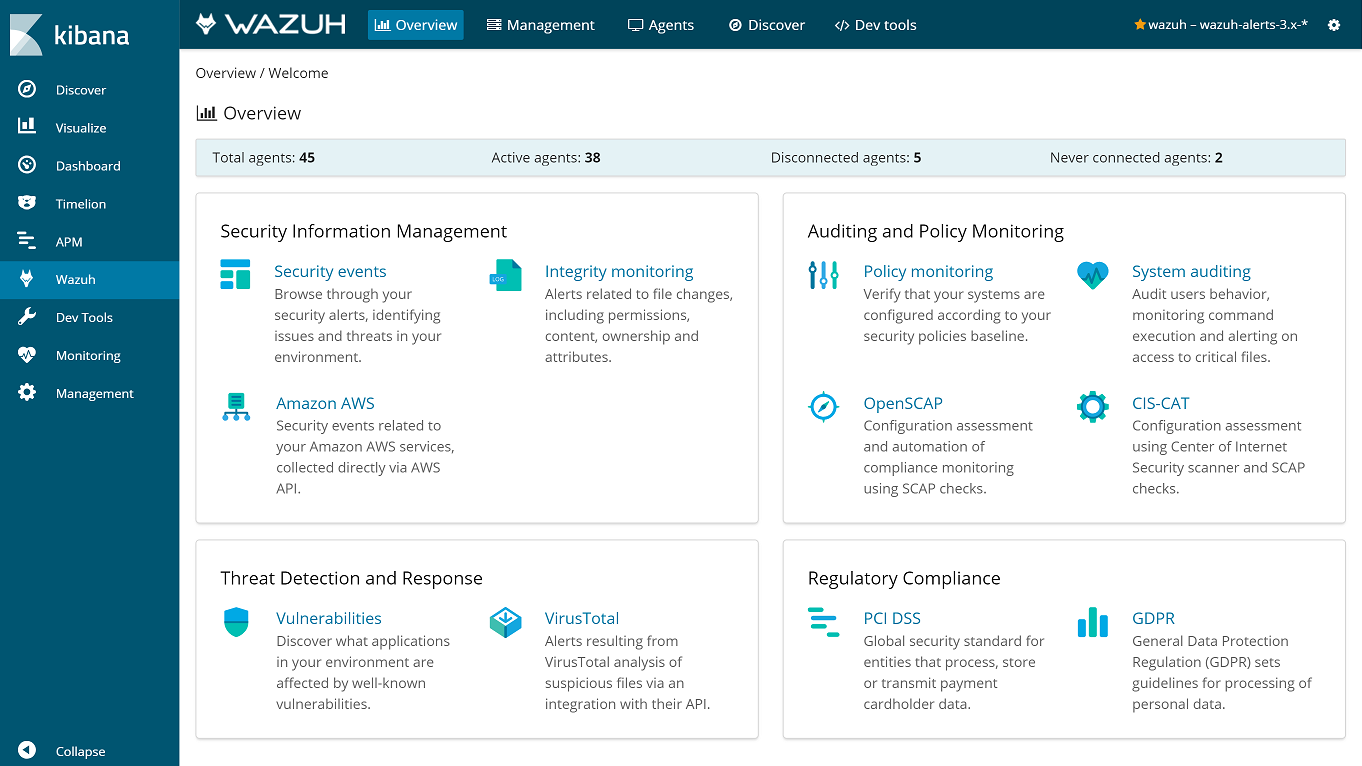 kibana
Discover
Visualize
Dashboard
Timelion
APM
Wazuh
Dev Tools
Monitoring
Management
Collapse
WAZUH Overview Management Agents Discover </> Dev tools wazuh – wazuh-alerts-3.x-*
Overview / Welcome
Overview
Total agents: 45 Active agents: 38 Disconnected agents: 5 Never connected agents: 2
Security Information Management
Security events
Browse through your
security alerts, identifying
issues and threats in your
environment.
LOG
Integrity monitoring
Alerts related to file changes,
including permissions,
content, ownership and
attributes.
Amazon AWS
Security events related to
your Amazon AWS services,
collected directly via AWS
API.
Auditing and Policy Monitoring
Policy monitoring
Verify that your systems are
configured according to your
security policies baseline.
System auditing
Audit users behavior,
monitoring command
execution and alerting on
access to critical files.
OpenSCAP
Configuration assessment
and automation of
compliance monitoring
using SCAP checks.
CIS-CAT
Configuration assessment
using Center of Internet
Security scanner and SCAP
checks.
Threat Detection and Response
Vulnerabilities
Discover what applications
in your environment are
affected by well-known
vulnerabilities.
VirusTotal
Alerts resulting from
VirusTotal analysis of
suspicious files via an
integration with their API.
Regulatory Compliance
PCI DSS
Global security standard for
entities that process, store
or transmit payment
cardholder data.
GDPR
General Data Protection
Regulation (GDPR) sets
guidelines for processing of
personal data.